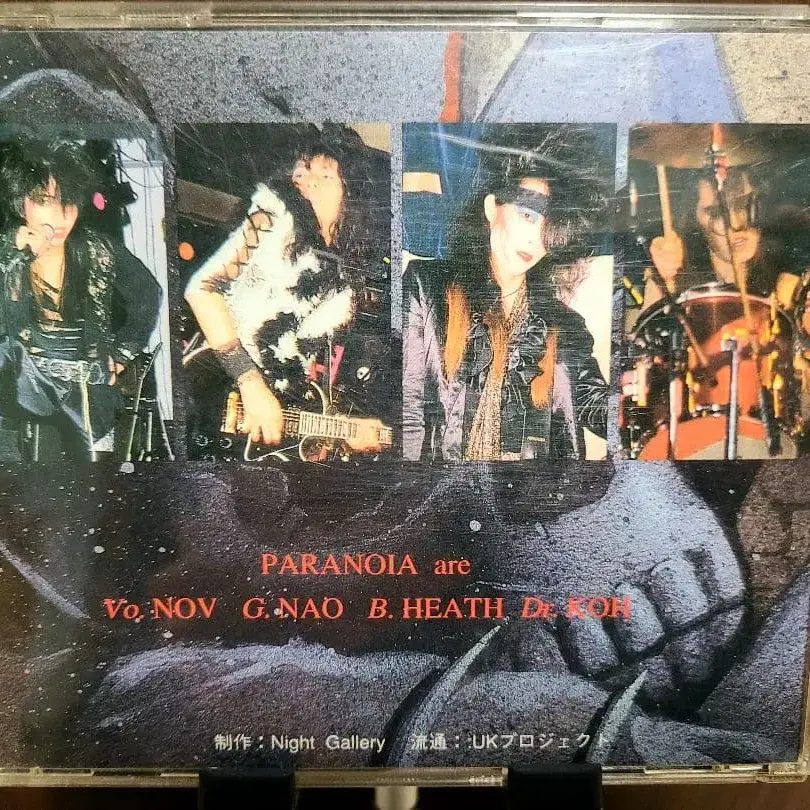 PARANOIA are
Vo. NOV G. NAO B. HEATH Dr. KOH
制作：Night Gallery 流通：UKプロジェクト